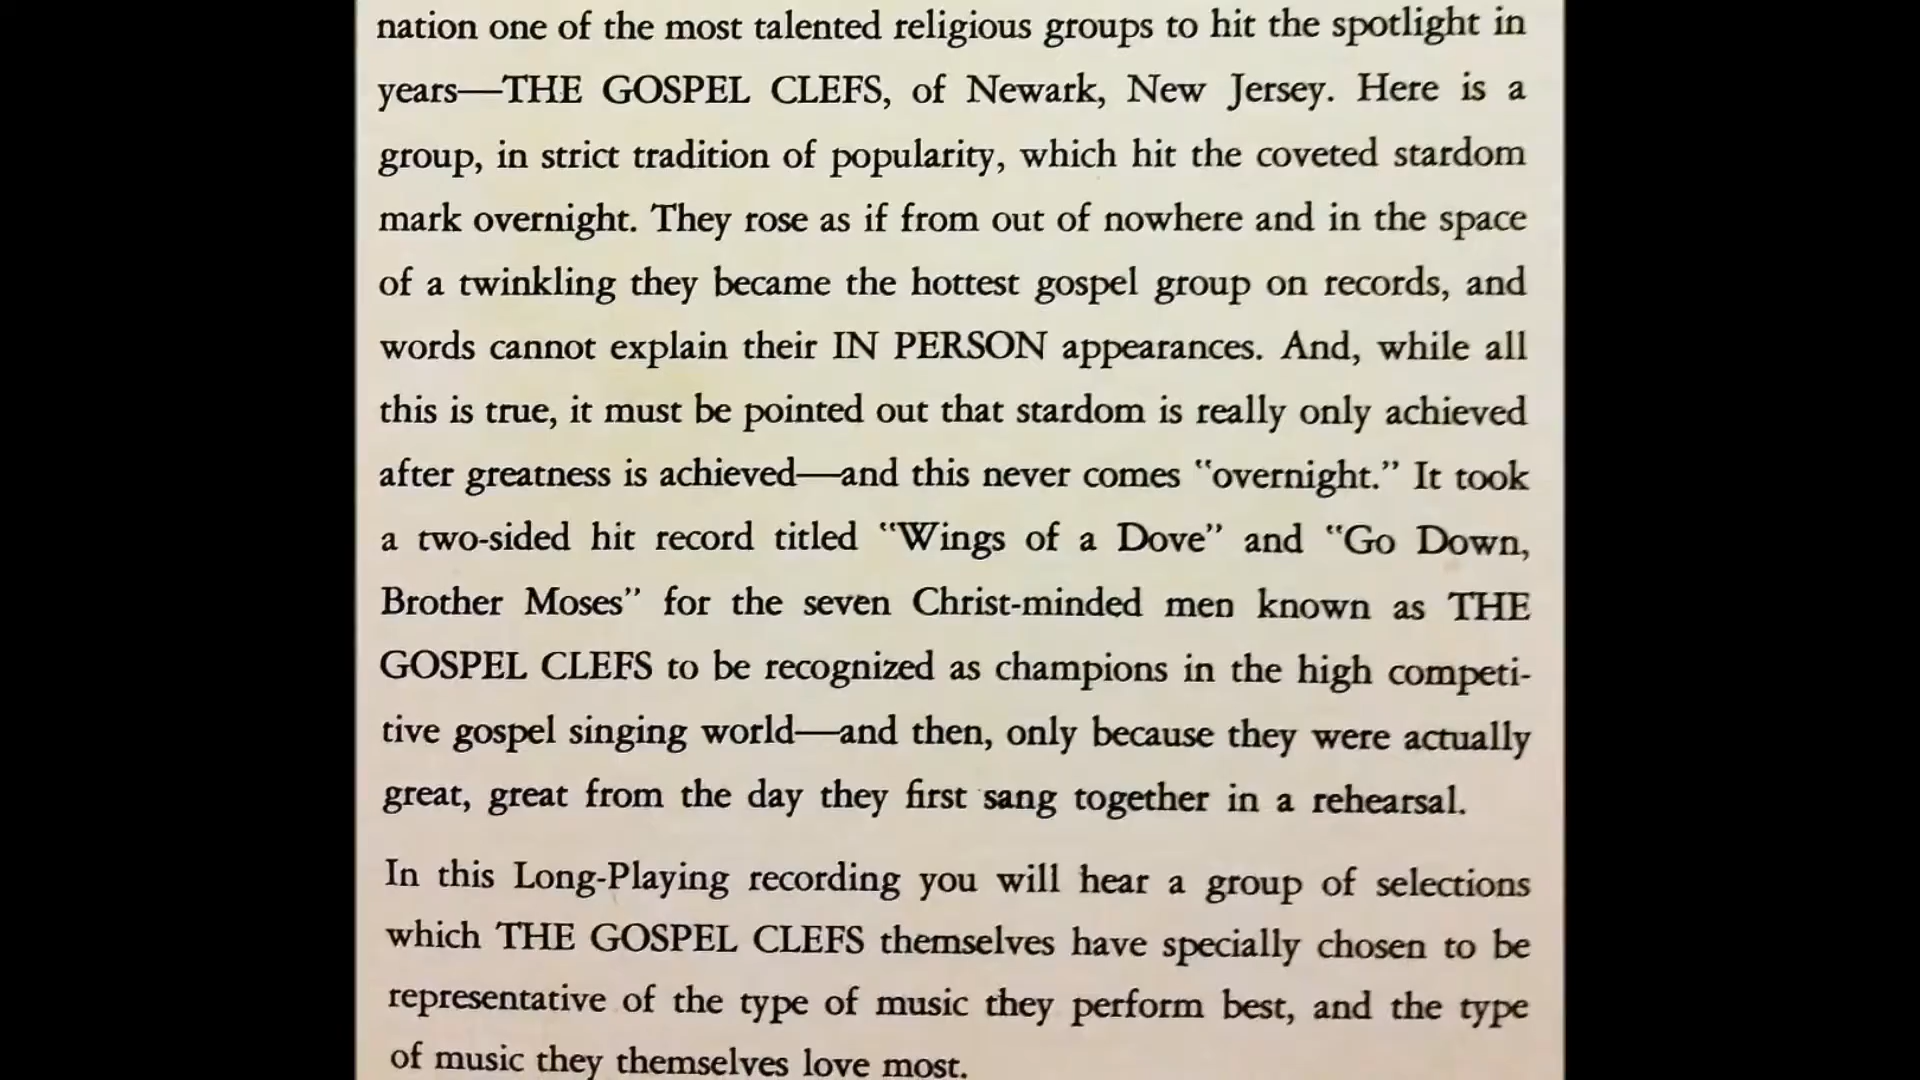 nation one of the most talented religious groups to hit the spotlight in
years—THE GOSPEL CLEFS, of Newark, New Jersey. Here is a
group, in strict tradition of popularity, which hit the coveted stardom
mark overnight. They rose as if from out of nowhere and in the space
of a twinkling they became the hottest gospel group on records, and
words cannot explain their IN PERSON appearances. And, while all
this is true, it must be pointed out that stardom is really only achieved
after greatness is achieved—and this never comes “overnight.” It took
a two-sided hit record titled “Wings of a Dove” and “Go Down,
Brother Moses” for the seven Christ-minded men known as THE
GOSPEL CLEFS to be recognized as champions in the high competi-
tive gospel singing world—and then, only because they were actually
great, great from the day they first sang together in a rehearsal.
In this Long-Playing recording you will hear a group of selections
which THE GOSPEL CLEFS themselves have specially chosen to be
representative of the type of music they perform best, and the type
of music they themselves love most.